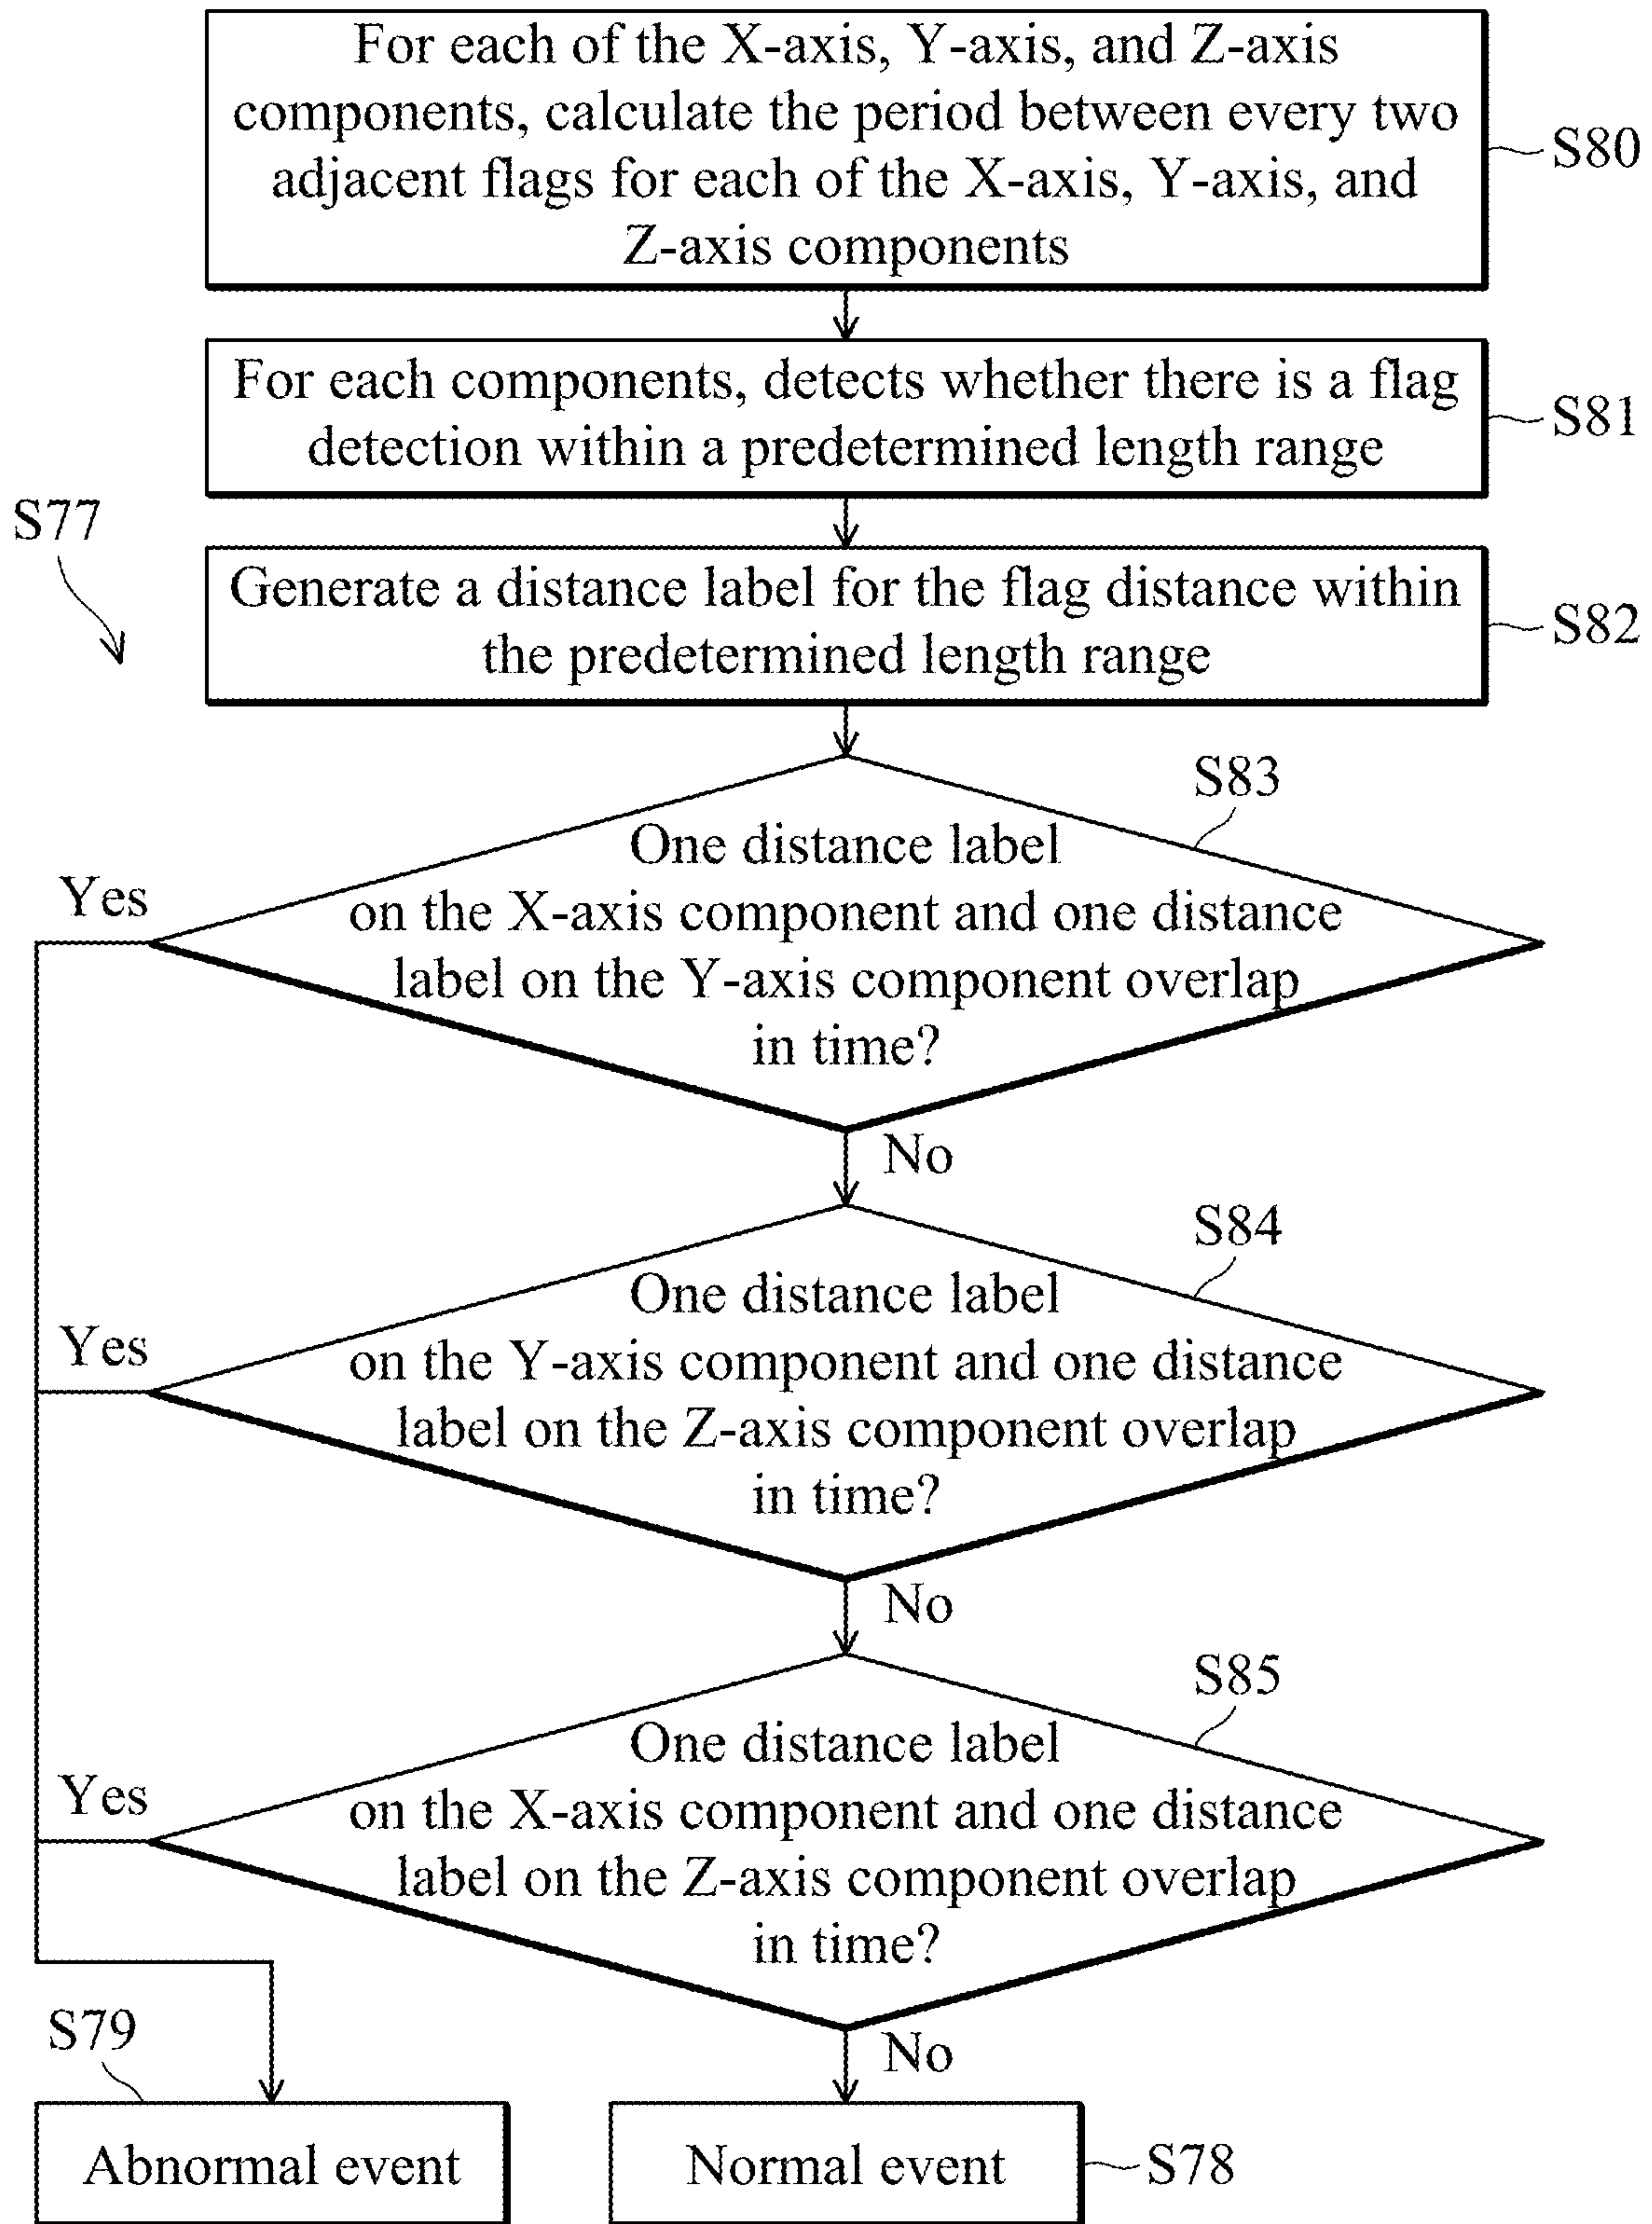 For each of the X-axis, Y-axis, and Z-axis
components, calculate the period between every two
adjacent flags for each of the X-axis, Y-axis, and
Z-axis components
S80
For each components, detects whether there is a flag
detection within a predetermined length range
S81
S77
Generate a distance label for the flag distance within
the predetermined length range
S82
S83
One distance label
on the X-axis component and one distance
label on the Y-axis component overlap
in time?
Yes
No
S84
One distance label
on the Y-axis component and one distance
label on the Z-axis component overlap
in time?
Yes
No
S85
One distance label
on the X-axis component and one distance
label on the Z-axis component overlap
in time?
Yes
No
S79
Abnormal event
Normal event
S78